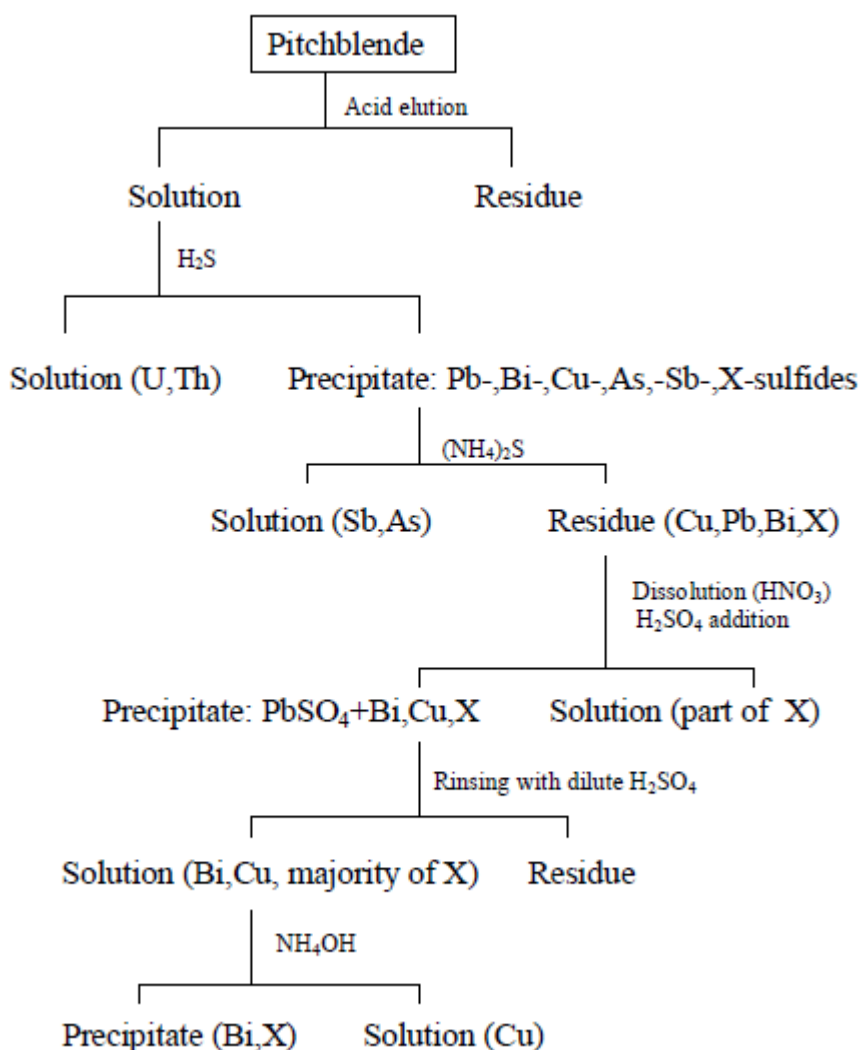 Pitchblende
Acid elution
Solution Residue
H₂S
Solution (U,Th) Precipitate: Pb-,Bi-,Cu-,As,-Sb-,X-sulfides
(NH₄)₂S
Solution (Sb,As) Residue (Cu,Pb,Bi,X)
Dissolution (HNO₃)
H₂SO₄ addition
Precipitate: PbSO₄+Bi,Cu,X Solution (part of X)
Rinsing with dilute H₂SO₄
Solution (Bi,Cu, majority of X) Residue
NH₄OH
Precipitate (Bi,X) Solution (Cu)